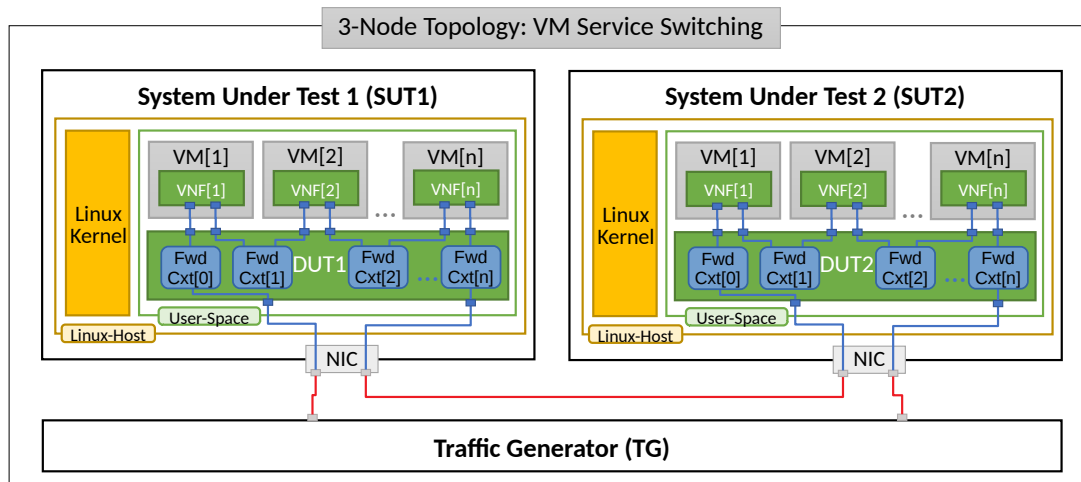 3-Node Topology: VM Service Switching
System Under Test 1 (SUT1)
Linux
Kernel
VM[1]
VM[2]
VM[n]
VNF[1]
VNF[2]
VNF[n]
...
Fwd
Cxt[0]
Fwd
Cxt[1]
DUT1
Fwd
Cxt[2]
...
Fwd
Cxt[n]
User-Space
Linux-Host
NIC
System Under Test 2 (SUT2)
Linux
Kernel
VM[1]
VM[2]
VM[n]
VNF[1]
VNF[2]
VNF[n]
...
Fwd
Cxt[0]
Fwd
Cxt[1]
DUT2
Fwd
Cxt[2]
...
Fwd
Cxt[n]
User-Space
Linux-Host
NIC
Traffic Generator (TG)